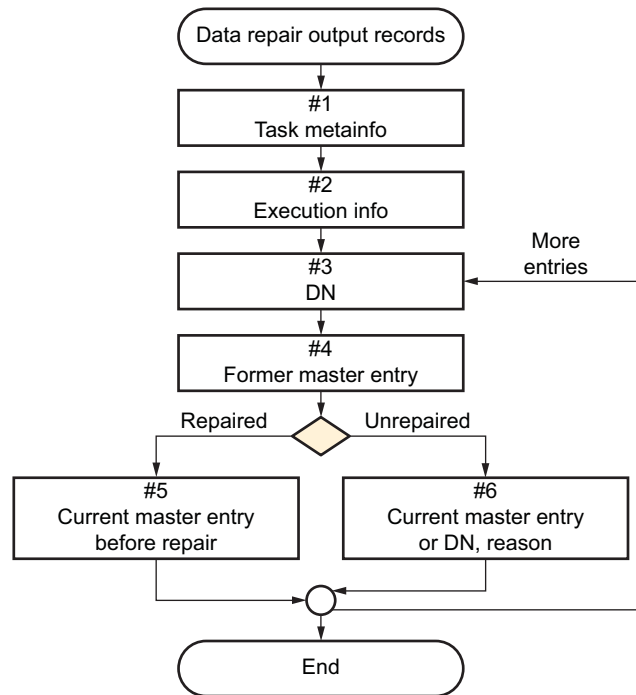 Data repair output records
#1
Task metainfo
#2
Execution info
More
entries
#3
DN
#4
Former master entry
Repaired
Unrepaired
#5
Current master entry
before repair
#6
Current master entry
or DN, reason
End